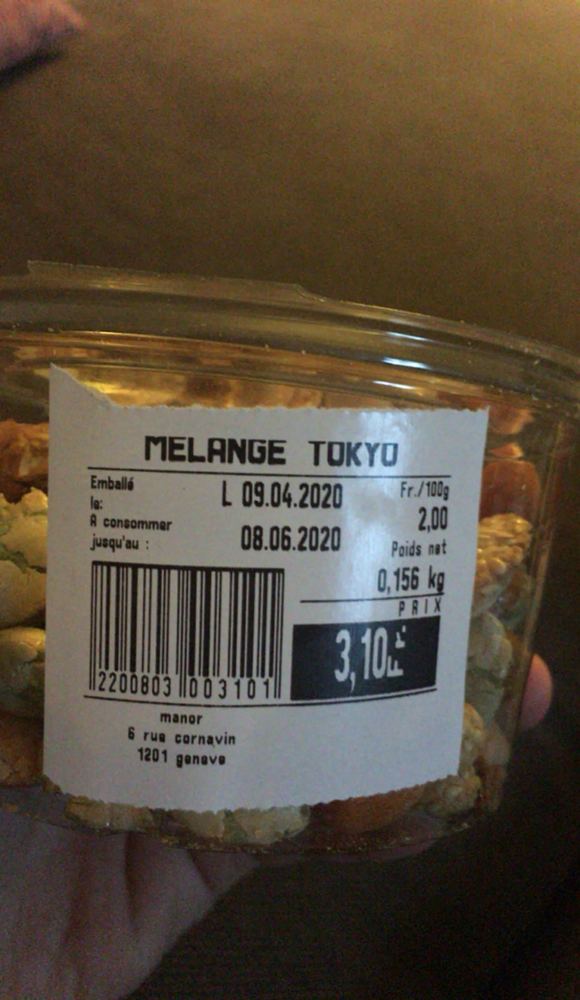 MELANGE TOKYO
Emballé
le:
L 09.04.2020
A consommer
jusqu'au :
08.06.2020
Fr./100g
2,00
Poids net
0,156 kg
PRIX
3,10 Fr.
2200803 003101
manor
6 rue cornavin
1201 geneve